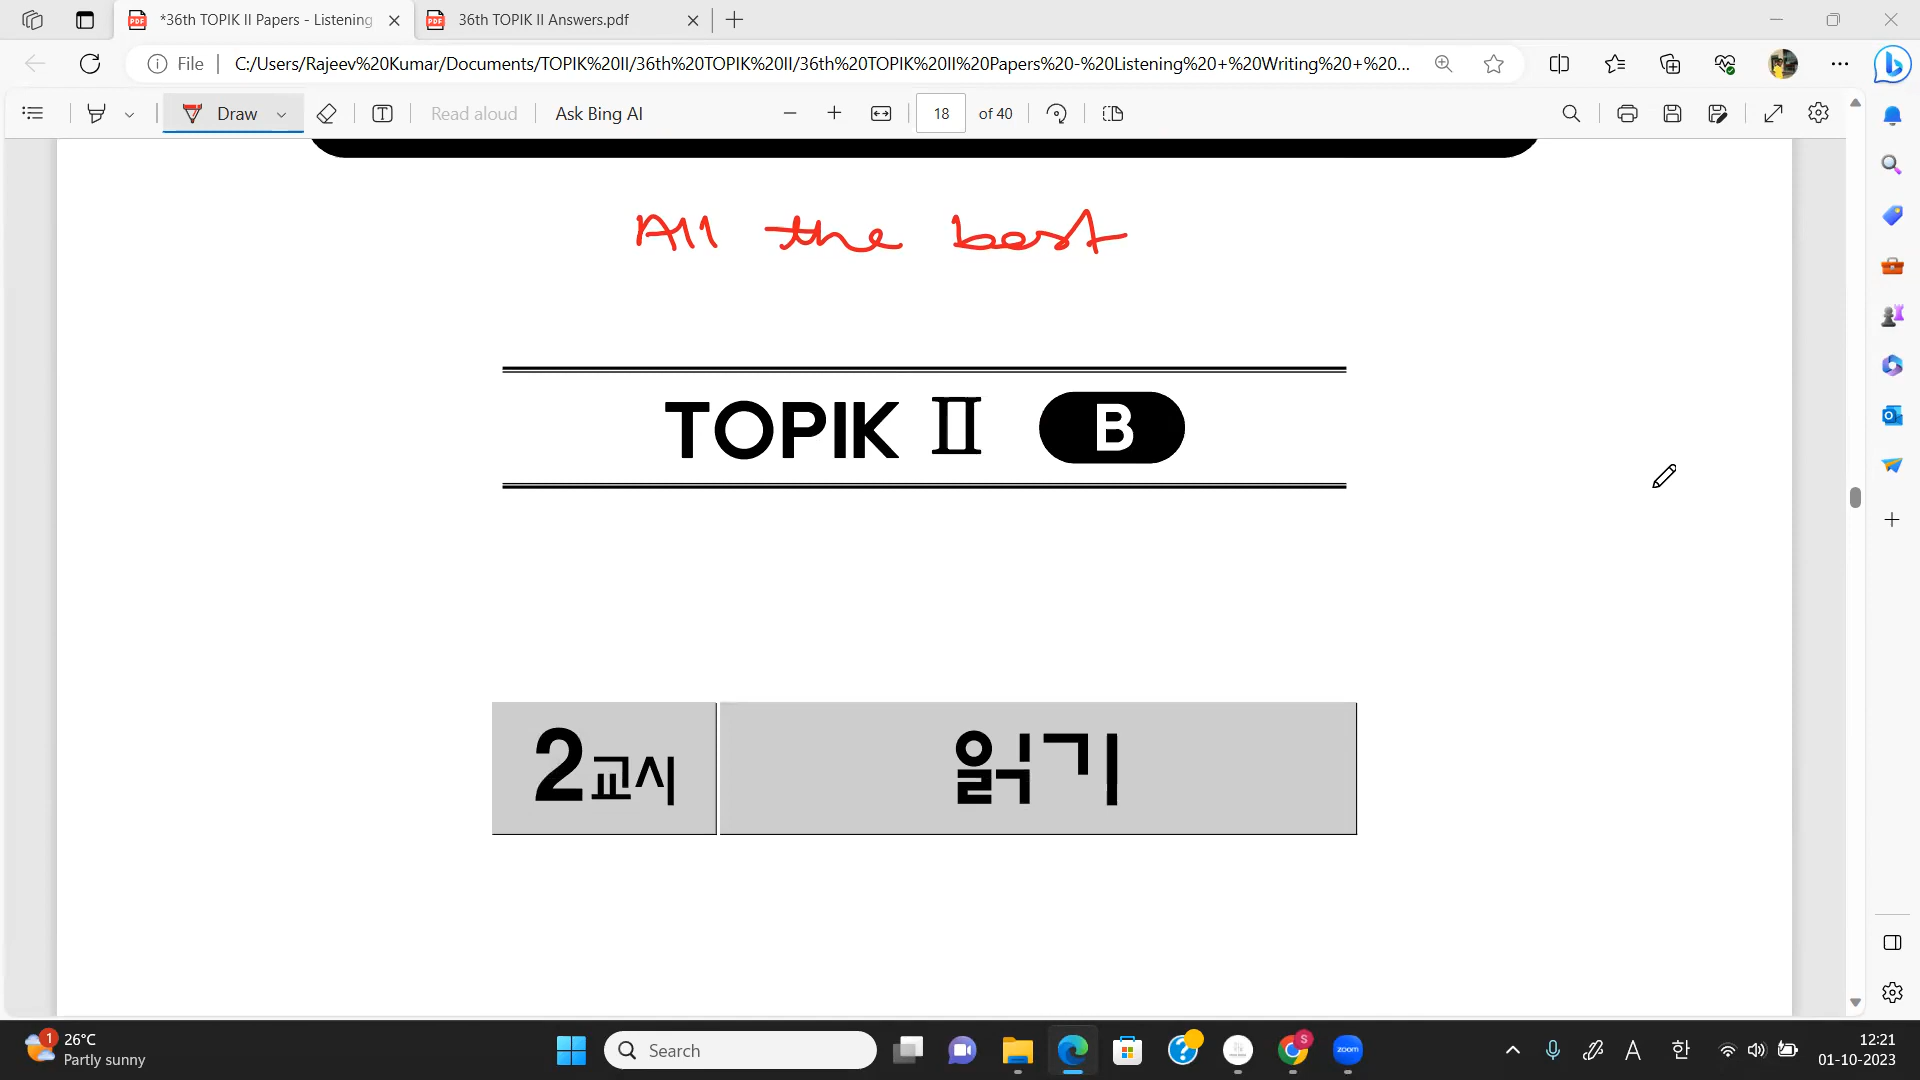 *36th TOPIK II Papers - Listening
36th TOPIK II Answers.pdf
File
C:/Users/Rajeev%20Kumar/Documents/TOPIK%20II/36th%20TOPIK%20II/36th%20TOPIK%20II%20Papers%20-%20Listening%20+%20Writing%20+%20...
Draw
Read aloud
Ask Bing AI
18 of 40
All the best
TOPIK II B
2교시
읽기
1
26°C
Partly sunny
Search
S
zoom
A
한
12:21
01-10-2023